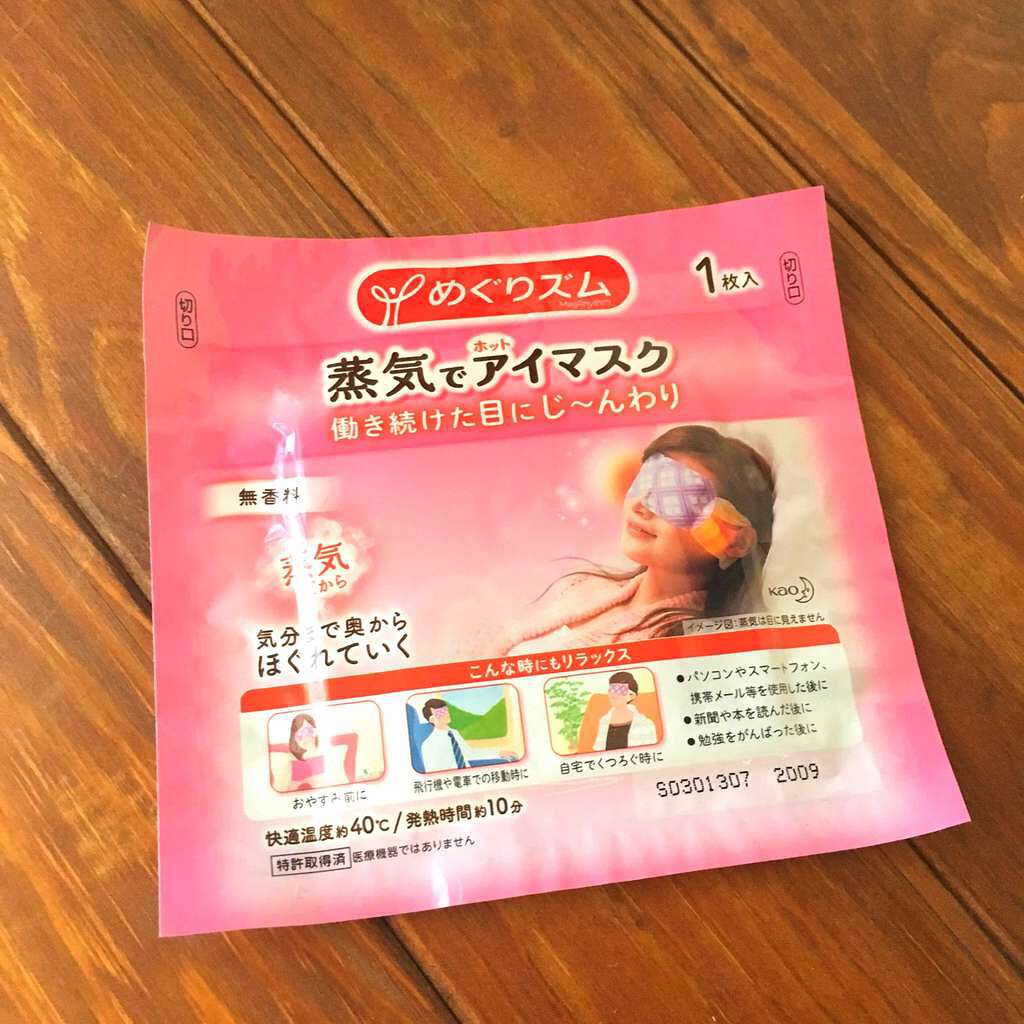 切り口
めぐりズム
MegRhythm
1枚入
切り口
ホット
蒸気でアイマスク
働き続けた目にじ～んわり
無香料
蒸気
から
気分まで奥から
ほぐれていく
Kao
イメージ図:蒸気は目に見えません
こんな時にもリラックス
おやすみ前に
飛行機や電車での移動時に
自宅でくつろぐ時に
●パソコンやスマートフォン、
携帯メール等を使用した後に
●新聞や本を読んだ後に
●勉強をがんばった後に
S0301307 2009
快適温度約40℃/発熱時間約10分
特許取得済 医療機器ではありません